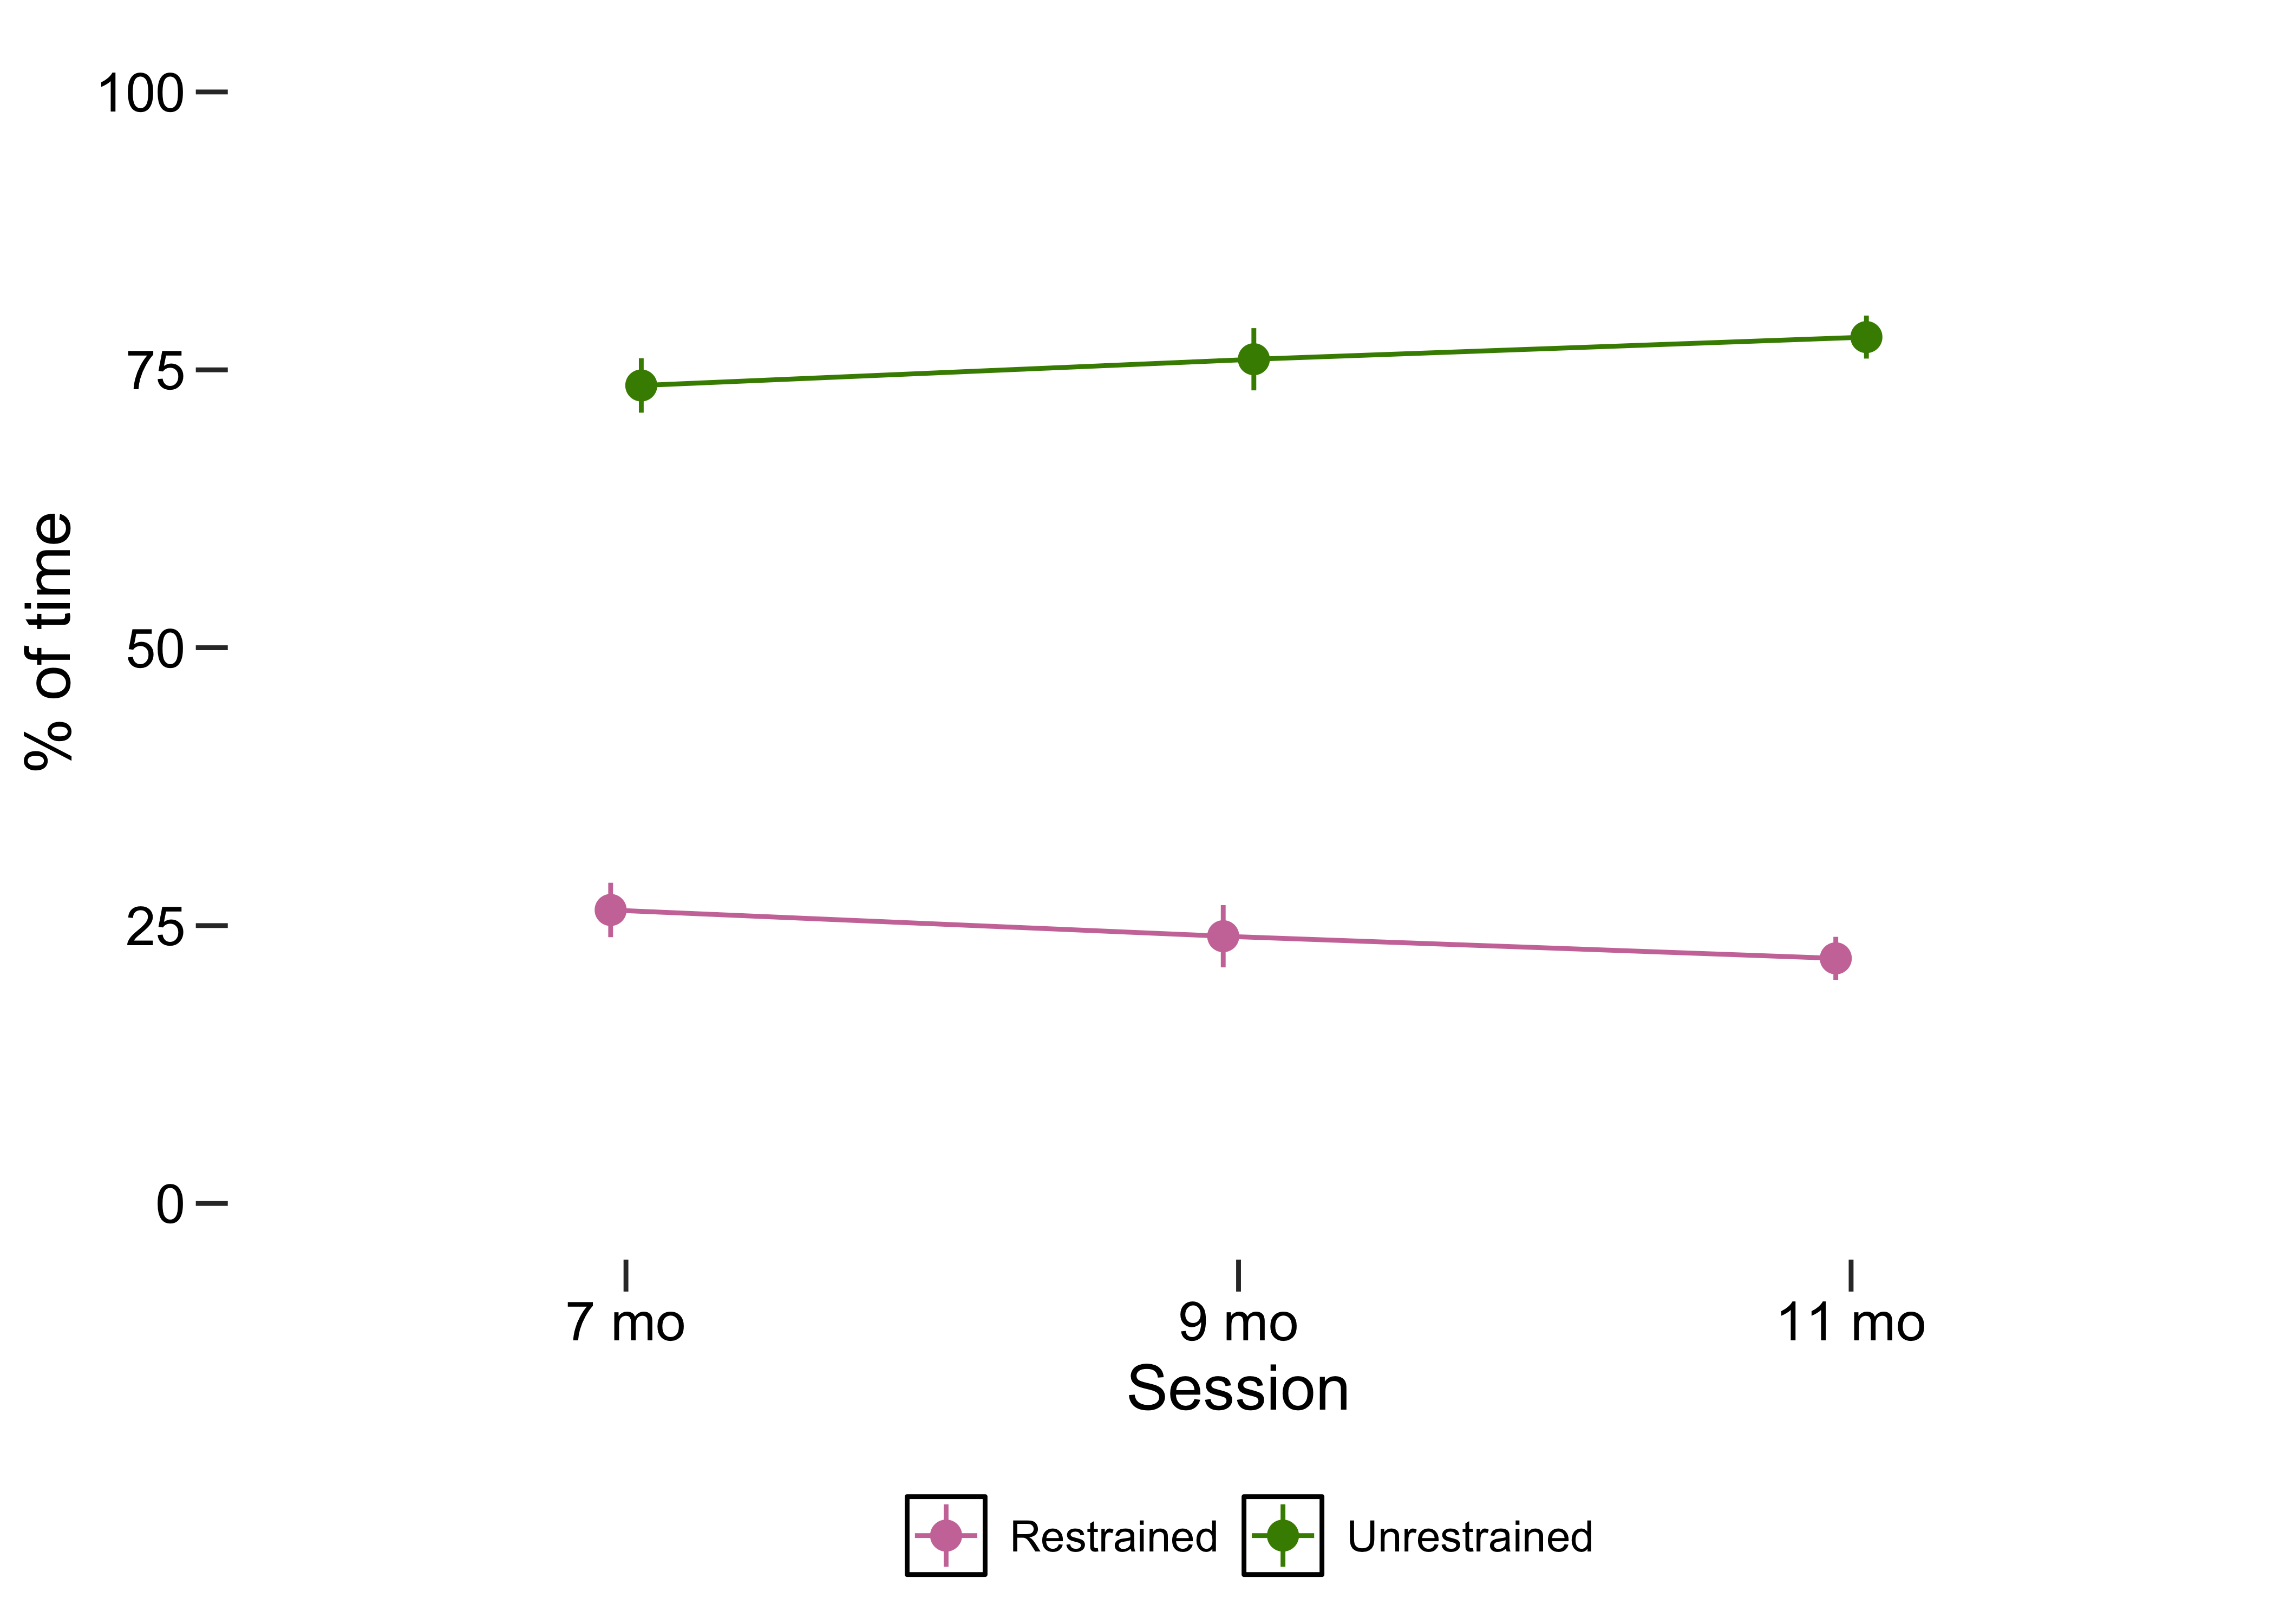 100
75
50
25
0
% of time
7 mo
9 mo
11 mo
Session
Restrained
Unrestrained